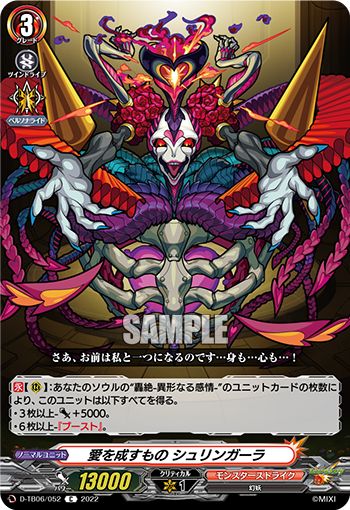 3
グレード
ツインドライブ
ペルソナライド
SAMPLE
さあ、お前は私と一つになるのです…身も…心も…！
【永】【(R)】：あなたのソウルの"轟絶-異形なる感情-"のユニットカードの枚数に
より、このユニットは以下すべてを得る。
・3枚以上- +5000。
・6枚以上-『ブースト』。
ノーマルユニット
愛を成すもの シュリンガーラ
D-TB06/052 C 2022
パワー 13000
クリティカル
1
モンスターストライク
幻妖
©MIXI